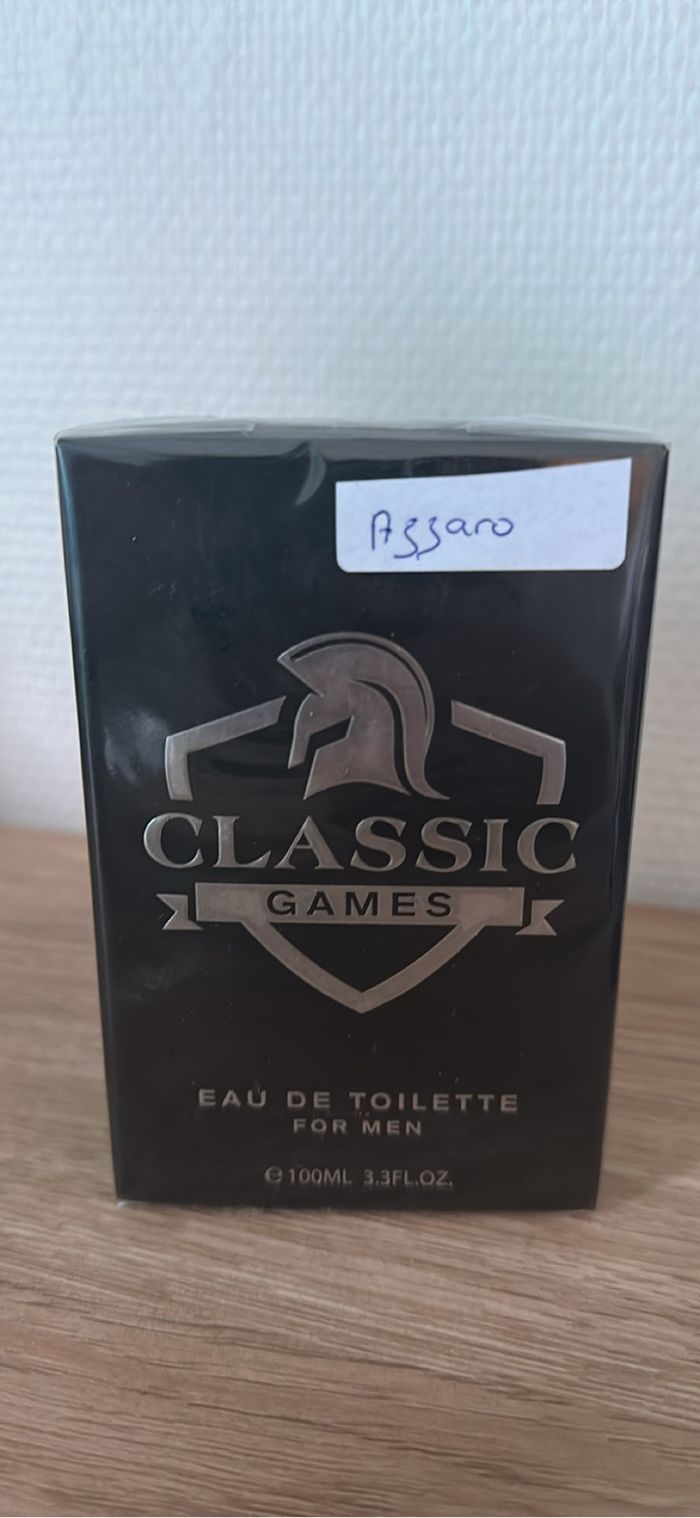 Azzaro
CLASSIC
GAMES
EAU DE TOILETTE
FOR MEN
℮100ML 3.3FL.OZ.